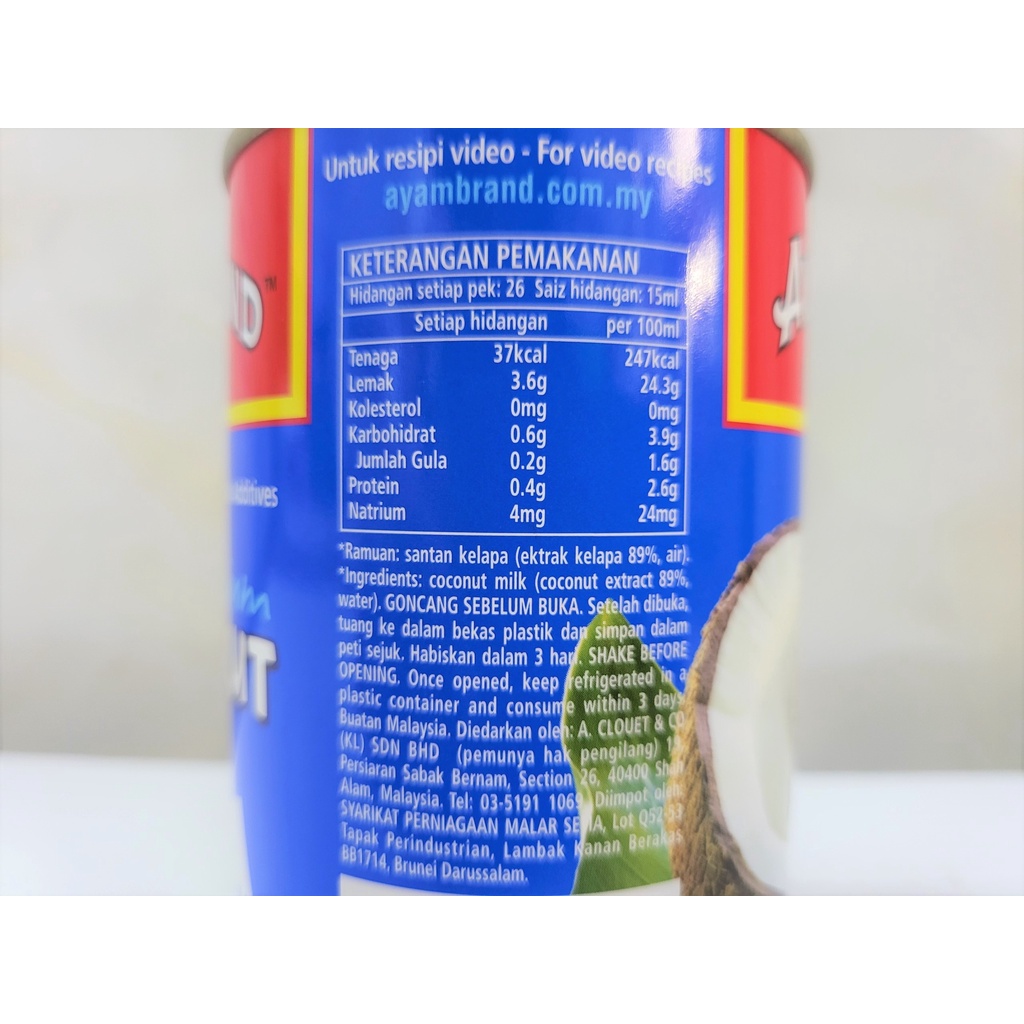 Untuk resipi video - For video recipes
ayambrand.com.my
KETERANGAN PEMAKANAN
Hidangan setiap pek: 26 Saiz hidangan: 15ml
Setiap hidangan per 100ml
Tenaga 37kcal 247kcal
Lemak 3.6g 24.3g
Kolesterol 0mg 0mg
Karbohidrat 0.6g 3.9g
Jumlah Gula 0.2g 1.6g
Protein 0.4g 2.6g
Natrium 4mg 24mg
*Ramuan: santan kelapa (ektrak kelapa 89%, air).
*Ingredients: coconut milk (coconut extract 89%,
water). GONCANG SEBELUM BUKA. Setelah dibuka,
tuang ke dalam bekas plastik dan simpan dalam
peti sejuk. Habiskan dalam 3 hari. SHAKE BEFORE
OPENING. Once opened, keep refrigerated in a
plastic container and consume within 3 days.
Buatan Malaysia. Diedarkan oleh: A. CLOUET & CO
(KL) SDN BHD (pemunya hak pengilang)
Persiaran Sabak Bernam, Section 26, 40400 Shah
Alam, Malaysia. Tel: 03-5191 1069 Diimpot oleh:
SYARIKAT PERNIAGAAN MALAR SETIA, Lot Q52-53
Tapak Perindustrian, Lambak Kanan Berakas
BB1714, Brunei Darussalam.
Additives